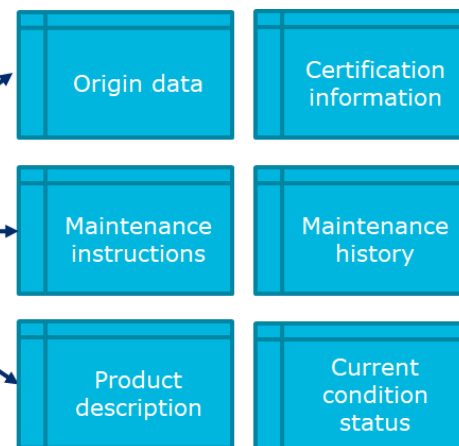 Origin data
Certification
information
Maintenance
instructions
Maintenance
history
Product
description
Current
condition
status